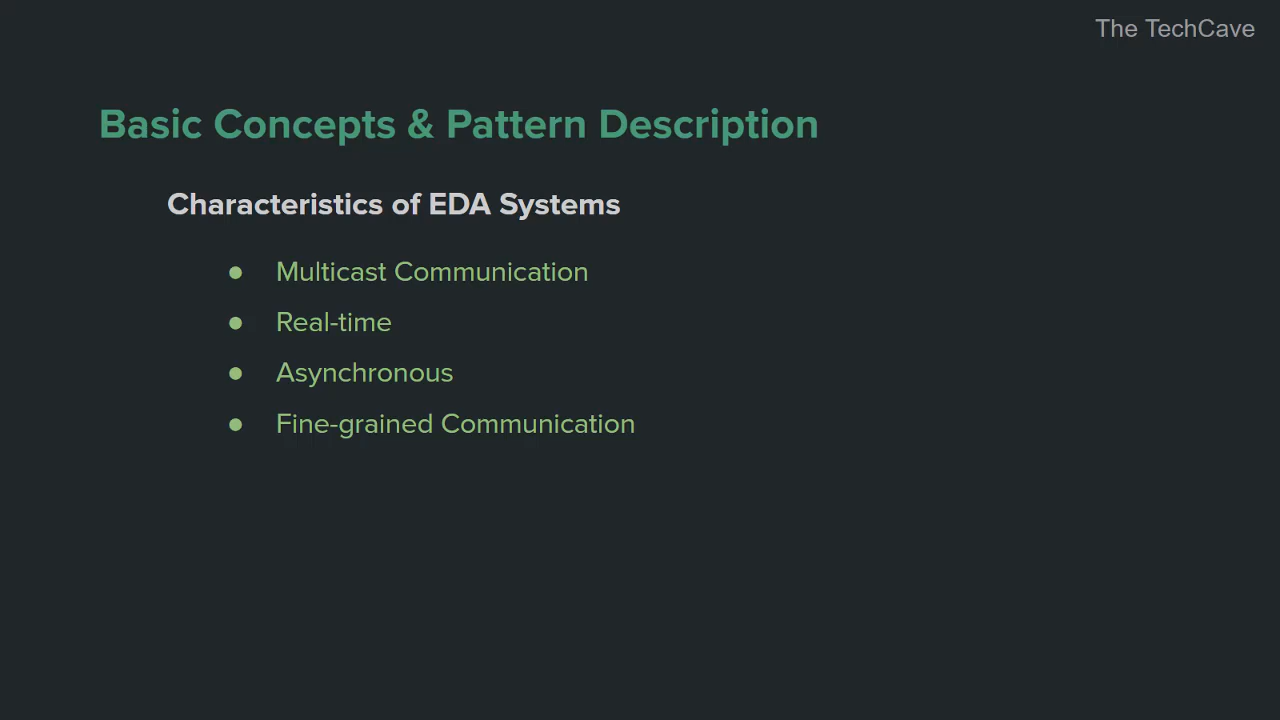 The TechCave
Basic Concepts & Pattern Description
Characteristics of EDA Systems
● Multicast Communication
● Real-time
● Asynchronous
● Fine-grained Communication